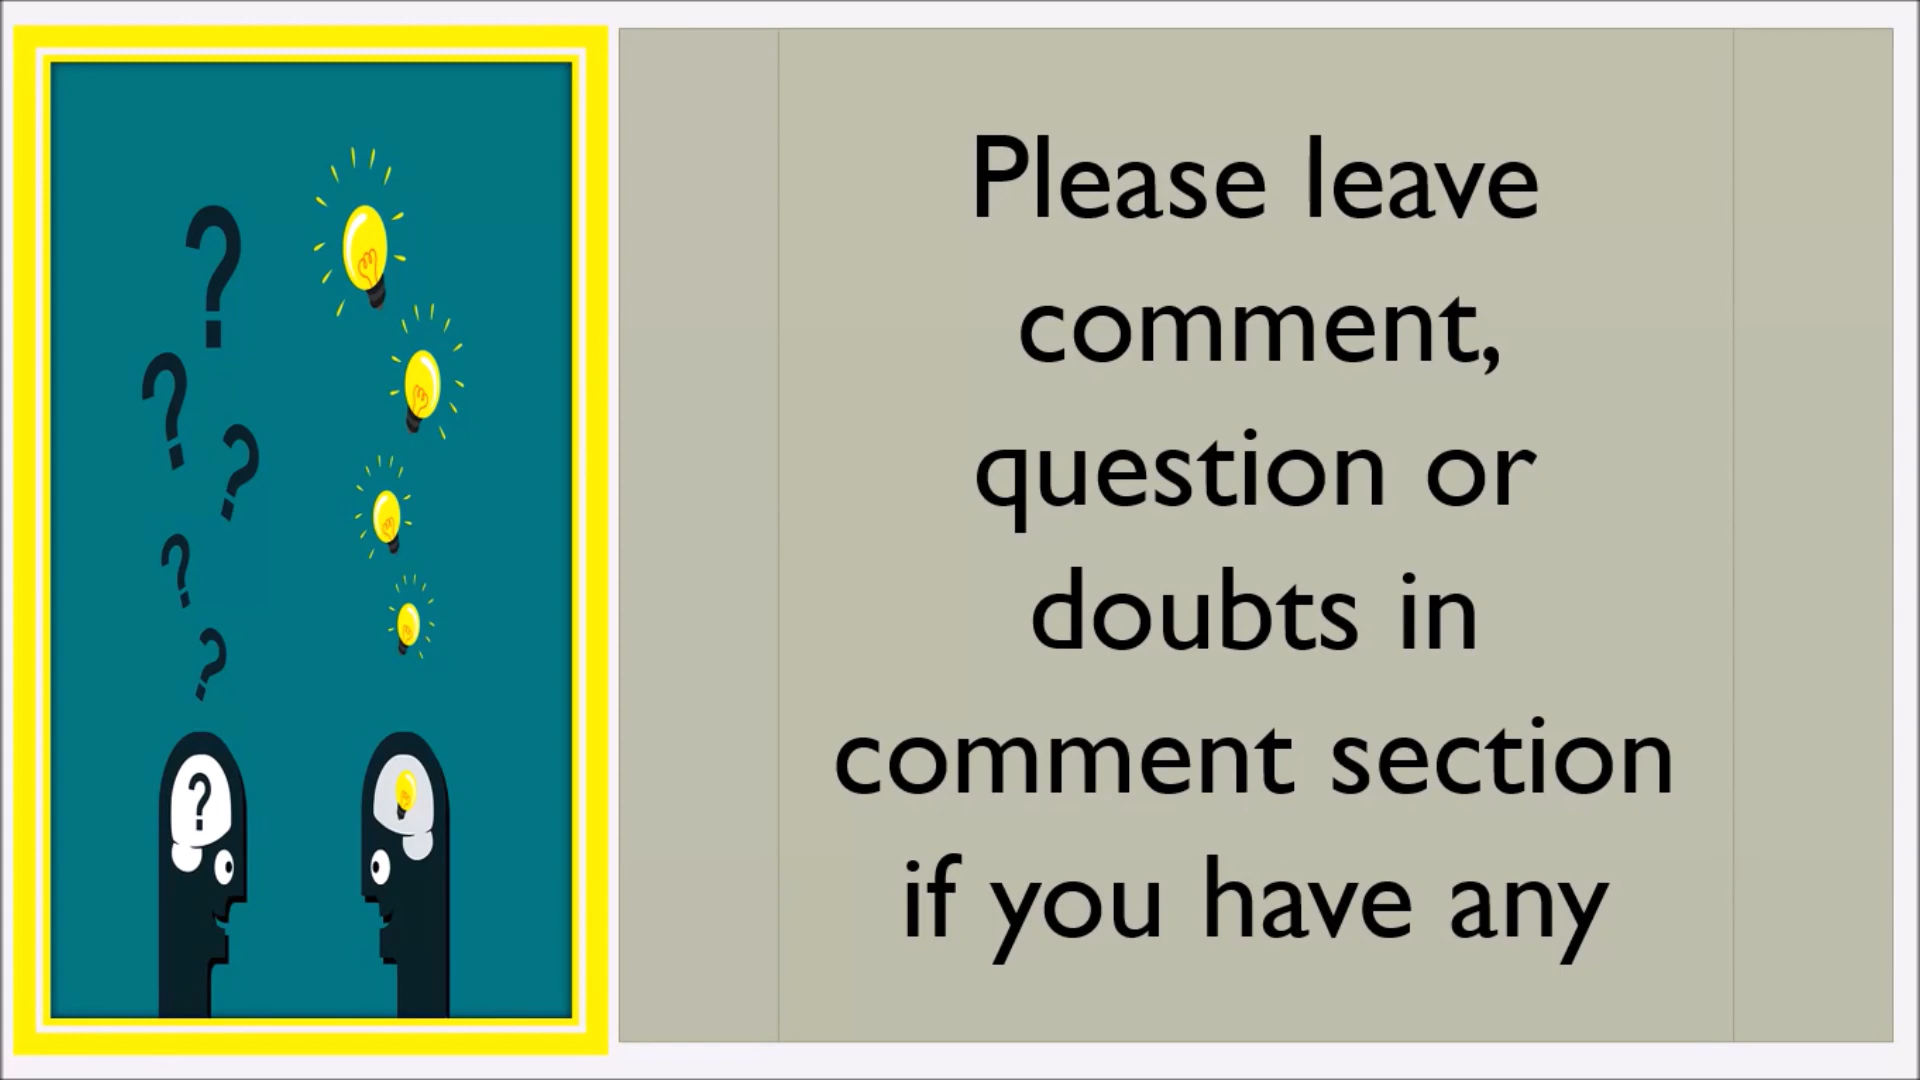 Please leave
comment,
question or
doubts in
comment section
if you have any